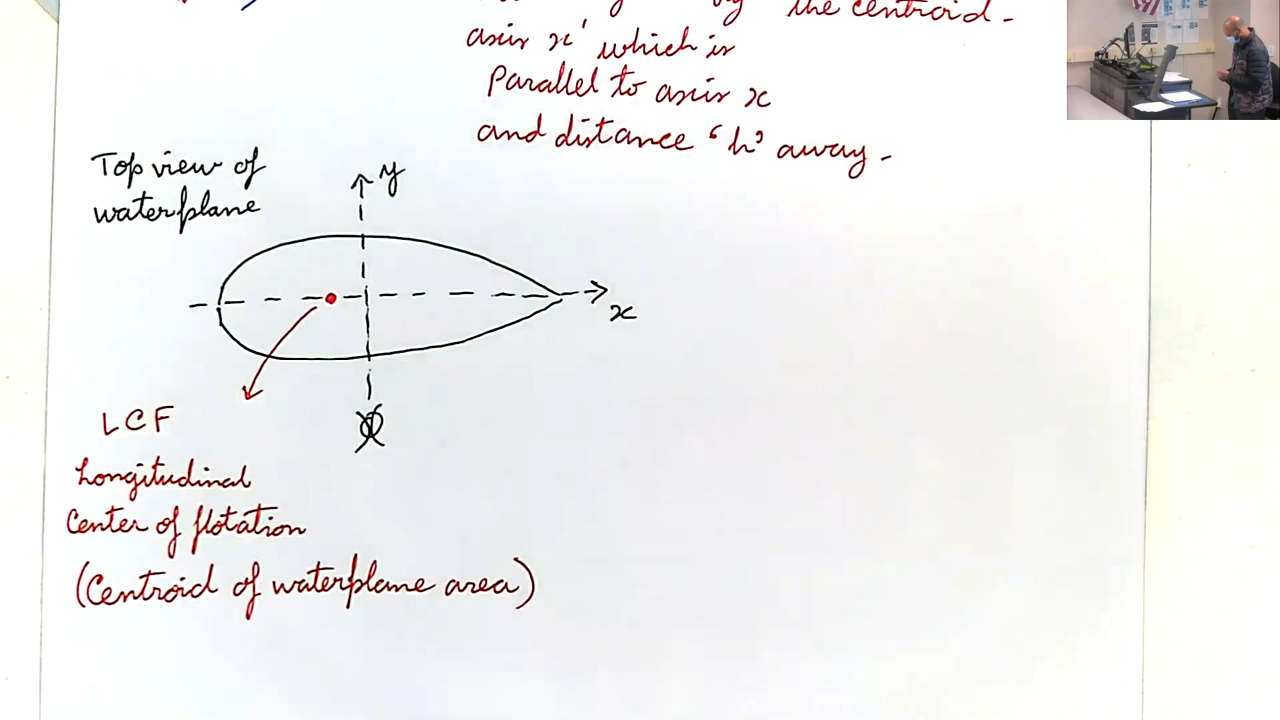 the centroid.
axis x' which is
Parallel to axis x
and distance 'h' away.
Top view of
waterplane
y
x
LCF
Longitudinal
Center of flotation
(Centroid of waterplane area)